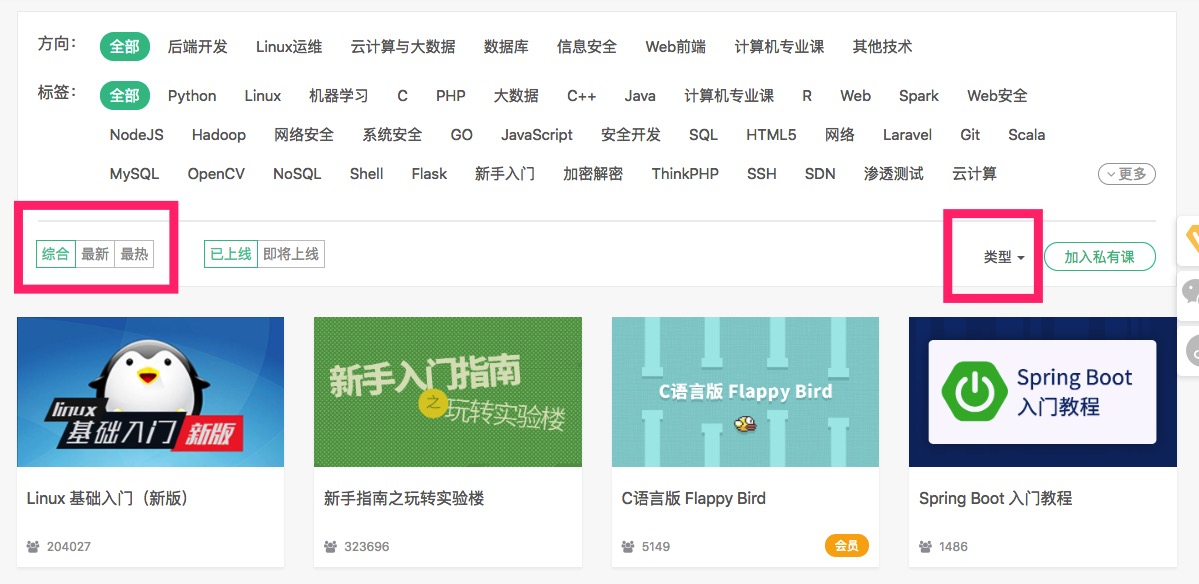 方向： 全部 后端开发 Linux运维 云计算与大数据 数据库 信息安全 Web前端 计算机专业课 其他技术
标签： 全部 Python Linux 机器学习 C PHP 大数据 C++ Java 计算机专业课 R Web Spark Web安全
NodeJS Hadoop 网络安全 系统安全 GO JavaScript 安全开发 SQL HTML5 网络 Laravel Git Scala
MySQL OpenCV NoSQL Shell Flask 新手入门 加密解密 ThinkPHP SSH SDN 渗透测试 云计算 更多
综合 最新 最热 已上线 即将上线 类型 加入私有课
linux
基础入门 新版
新手入门指南
之玩转实验楼
C语言版 Flappy Bird
Spring Boot
入门教程
Linux 基础入门（新版） 新手指南之玩转实验楼 C语言版 Flappy Bird Spring Boot 入门教程
204027 323696 5149 会员 1486